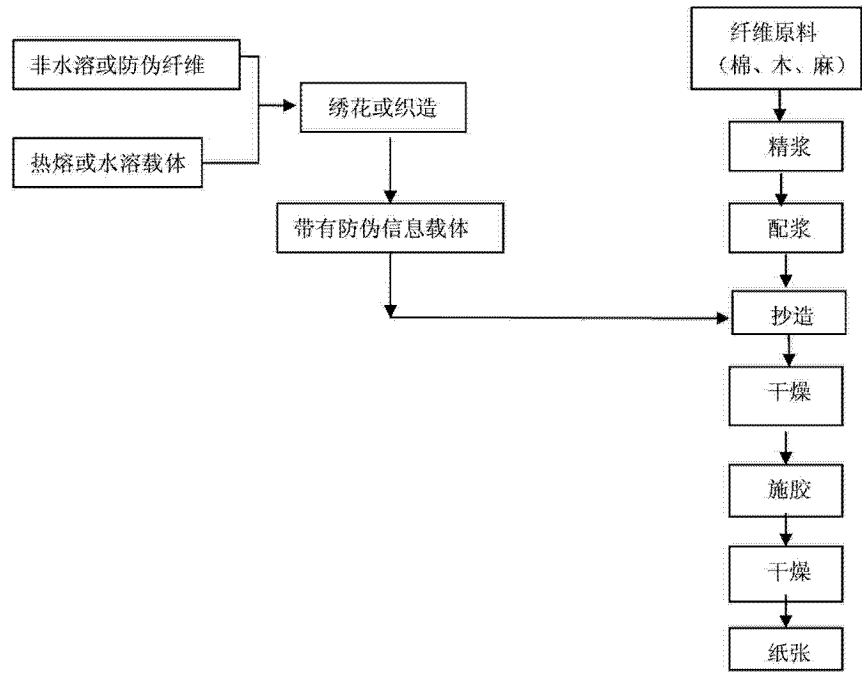 非水溶或防伪纤维
热熔或水溶载体
绣花或织造
带有防伪信息载体
纤维原料
（棉、木、麻）
精浆
配浆
抄造
干燥
施胶
干燥
纸张